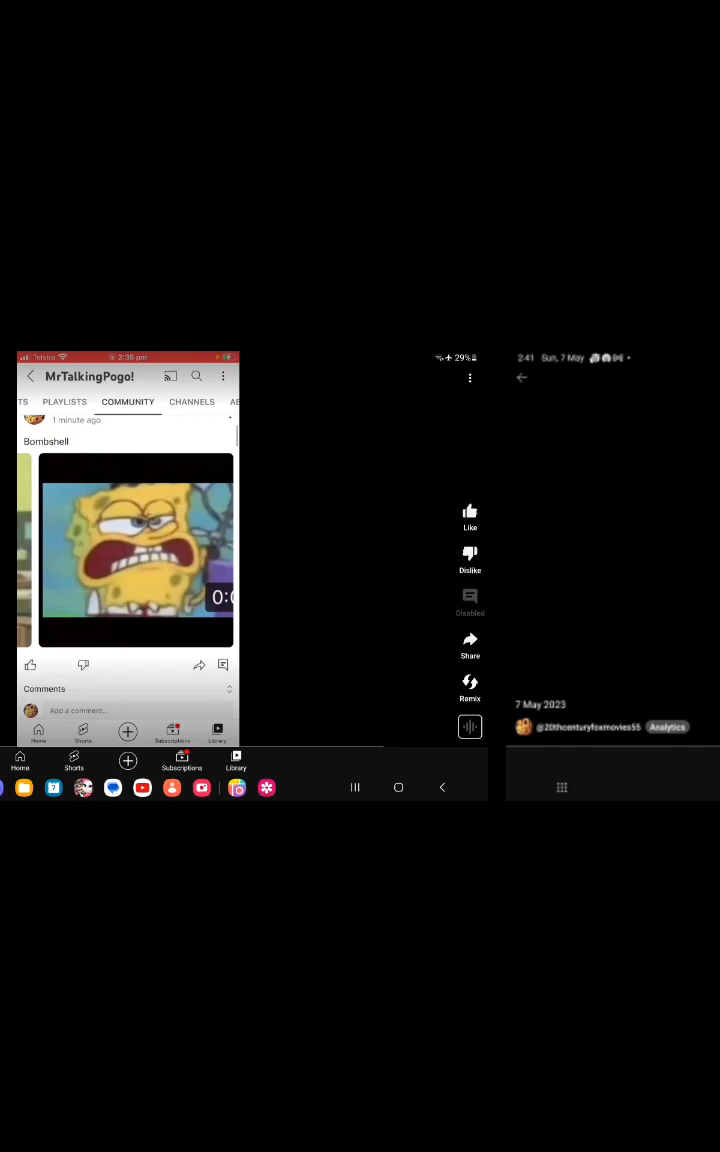 Telstra 2:35 pm
MrTalkingPogo!
TS PLAYLISTS COMMUNITY CHANNELS AB
1 minute ago
Bombshell
0:0
Comments
Add a comment...
Home Shorts Subscriptions Library
Home Shorts Subscriptions Library
7
29%
Like
Dislike
Disabled
Share
Remix
2:41 Sun, 7 May
7 May 2023
@20thcenturyfoxmovies55 Analytics